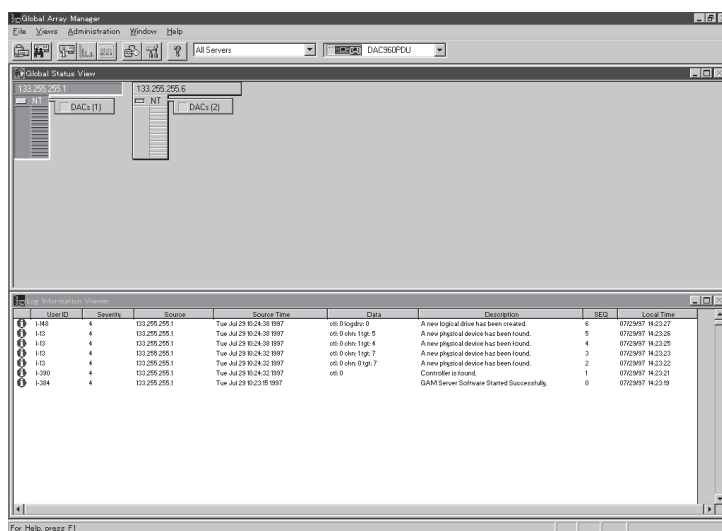 Global Array Manager
File Views Administration Window Help
All Servers DAC960PDU
Global Status View
133.255.255.1 133.255.255.6
NT DACs (1) NT DACs (2)
Log Information Viewer
User ID Severity Source Source Time Data Description SEQ Local Time
I-148 4 133.255.255.1 Tue Jul 29 10:24:38 1997 ctl: 0 logdrv: 0 A new logical drive has been created. 6 07/29/97 14:23:27
I-13 4 133.255.255.1 Tue Jul 29 10:24:38 1997 ctl: 0 chn: 1 tgt: 5 A new physical device has been found. 5 07/29/97 14:23:26
I-13 4 133.255.255.1 Tue Jul 29 10:24:38 1997 ctl: 0 chn: 1 tgt: 4 A new physical device has been found. 4 07/29/97 14:23:25
I-13 4 133.255.255.1 Tue Jul 29 10:24:32 1997 ctl: 0 chn: 1 tgt: 7 A new physical device has been found. 3 07/29/97 14:23:23
I-13 4 133.255.255.1 Tue Jul 29 10:24:32 1997 ctl: 0 chn: 0 tgt: 7 A new physical device has been found. 2 07/29/97 14:23:22
I-390 4 133.255.255.1 Tue Jul 29 10:24:32 1997 ctl: 0 Controller is found. 1 07/29/97 14:23:21
I-384 4 133.255.255.1 Tue Jul 29 10:23:15 1997 GAM Server Software Started Successfully. 0 07/29/97 14:23:19
For Help, press F1